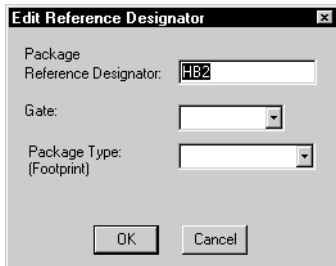 Edit Reference Designator
Package
Reference Designator: HB2
Gate:
Package Type:
(Footprint)
OK Cancel